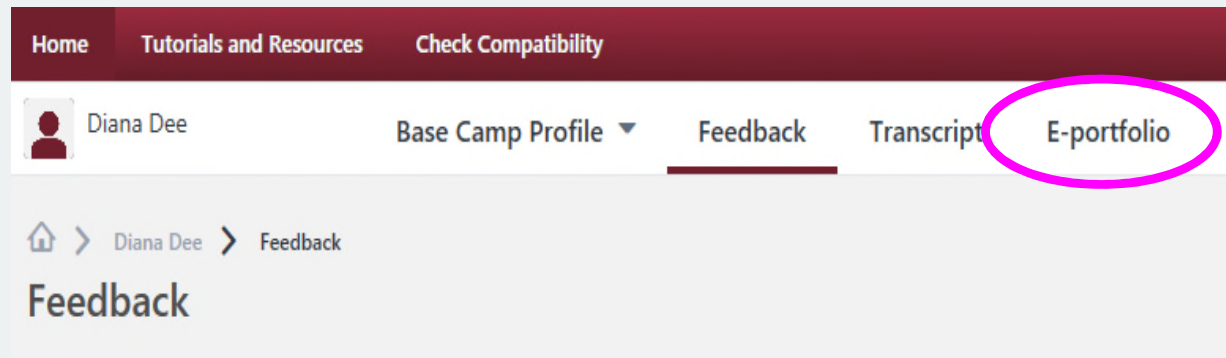 Home Tutorials and Resources Check Compatibility
Diana Dee Base Camp Profile Feedback Transcript E-portfolio
Diana Dee Feedback
Feedback